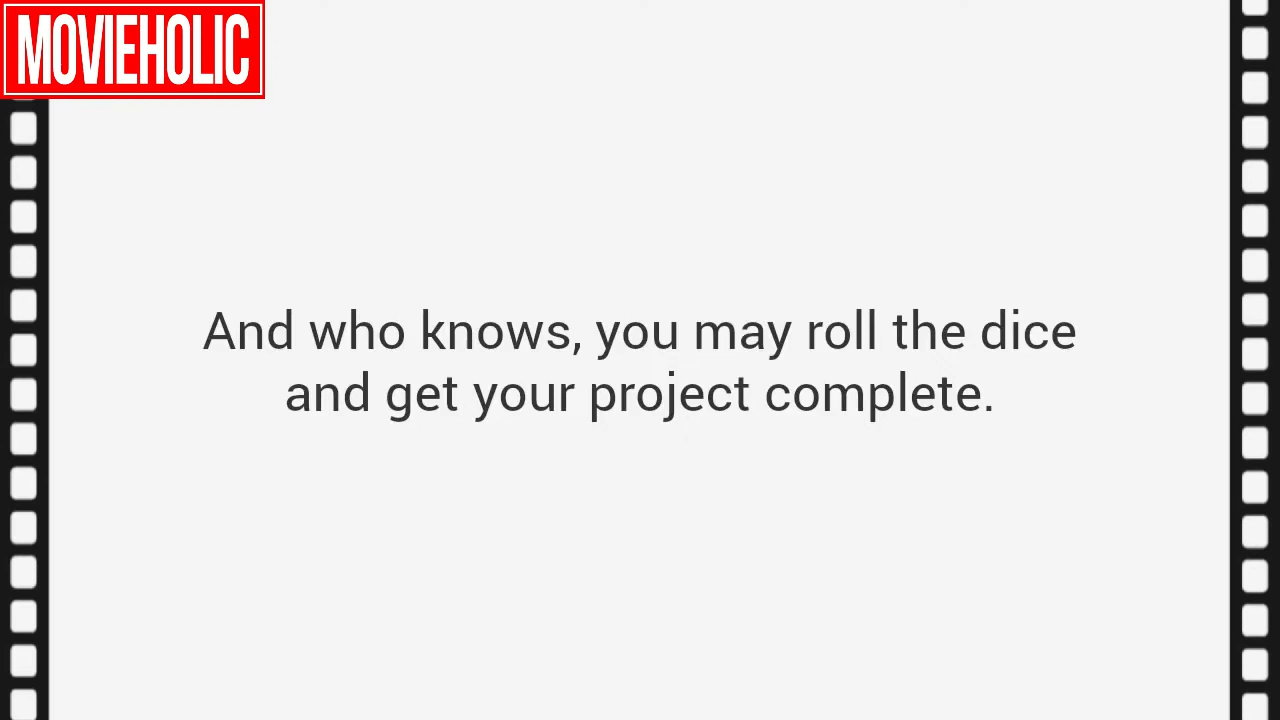 MOVIEHOLIC
And who knows, you may roll the dice
and get your project complete.